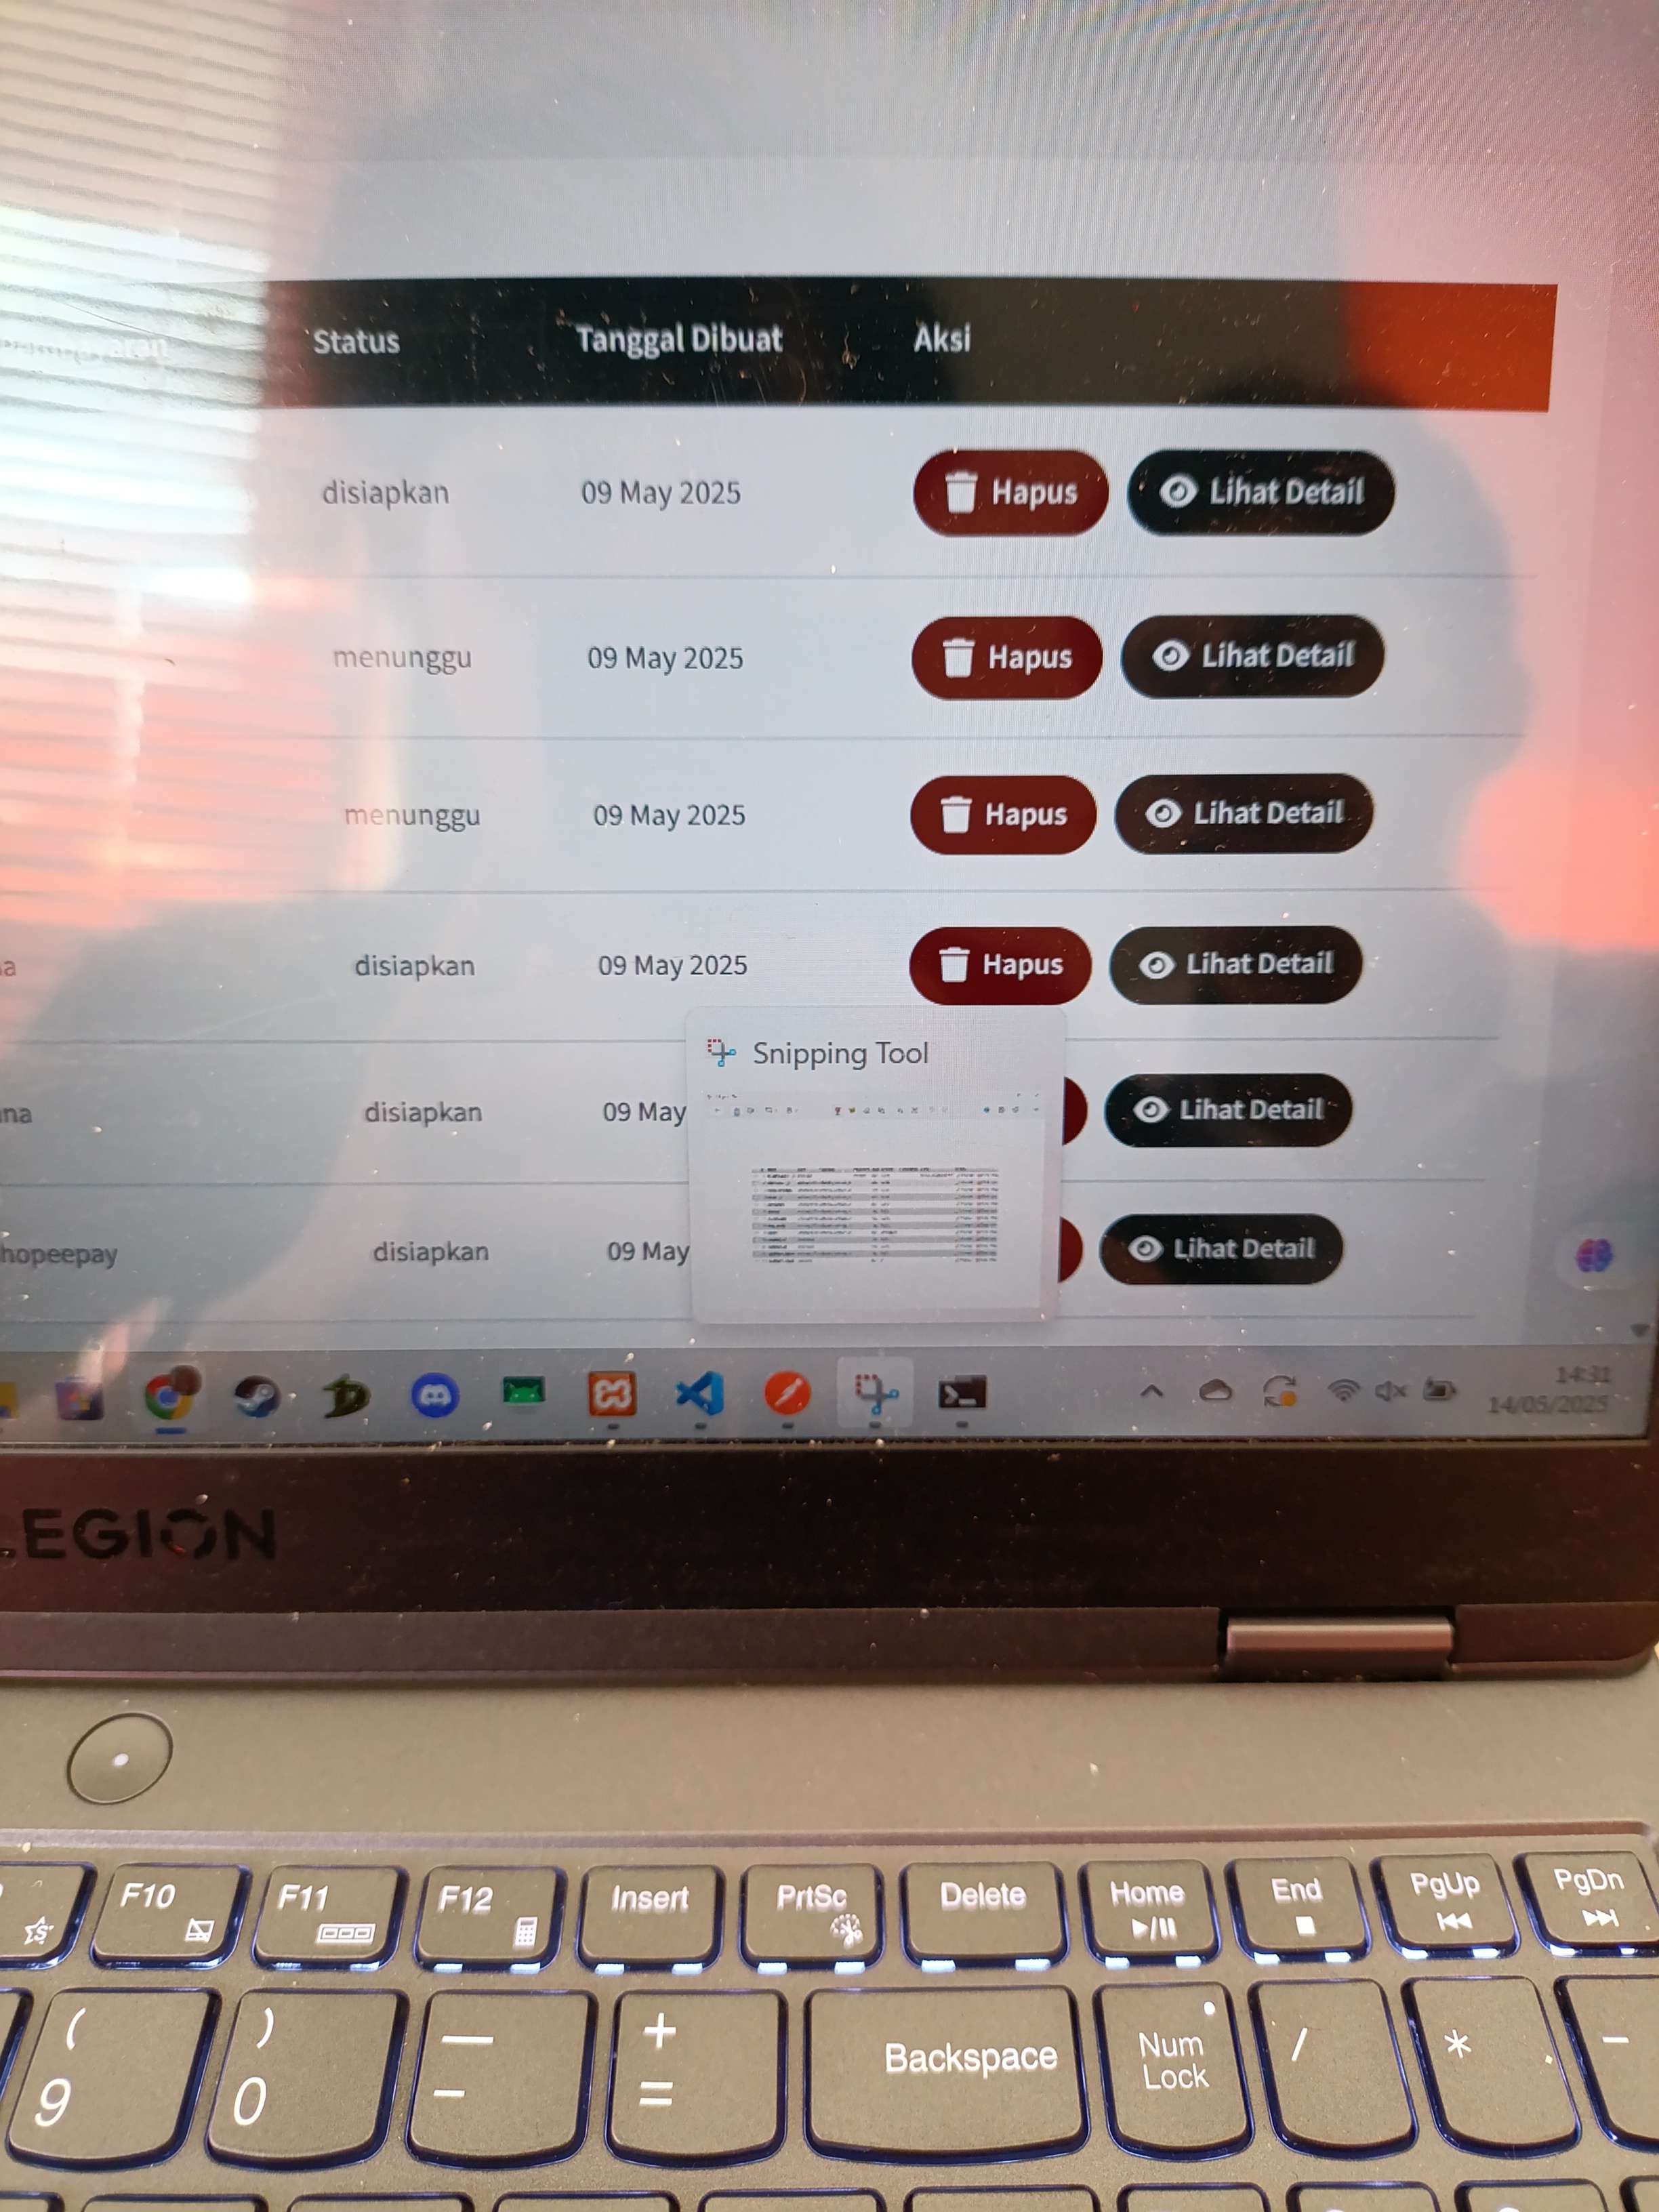 Status Tanggal Dibuat Aksi
disiapkan 09 May 2025 Hapus Lihat Detail
menunggu 09 May 2025 Hapus Lihat Detail
menunggu 09 May 2025 Hapus Lihat Detail
a disiapkan 09 May 2025 Hapus Lihat Detail
Snipping Tool
na disiapkan 09 May Lihat Detail
hopeepay disiapkan 09 May Lihat Detail
14:31
14/05/2025
LEGION
F10 F11 F12 Insert PrtSc Delete Home End PgUp PgDn
( ) — +
9 0 - = Backspace Num Lock / * -